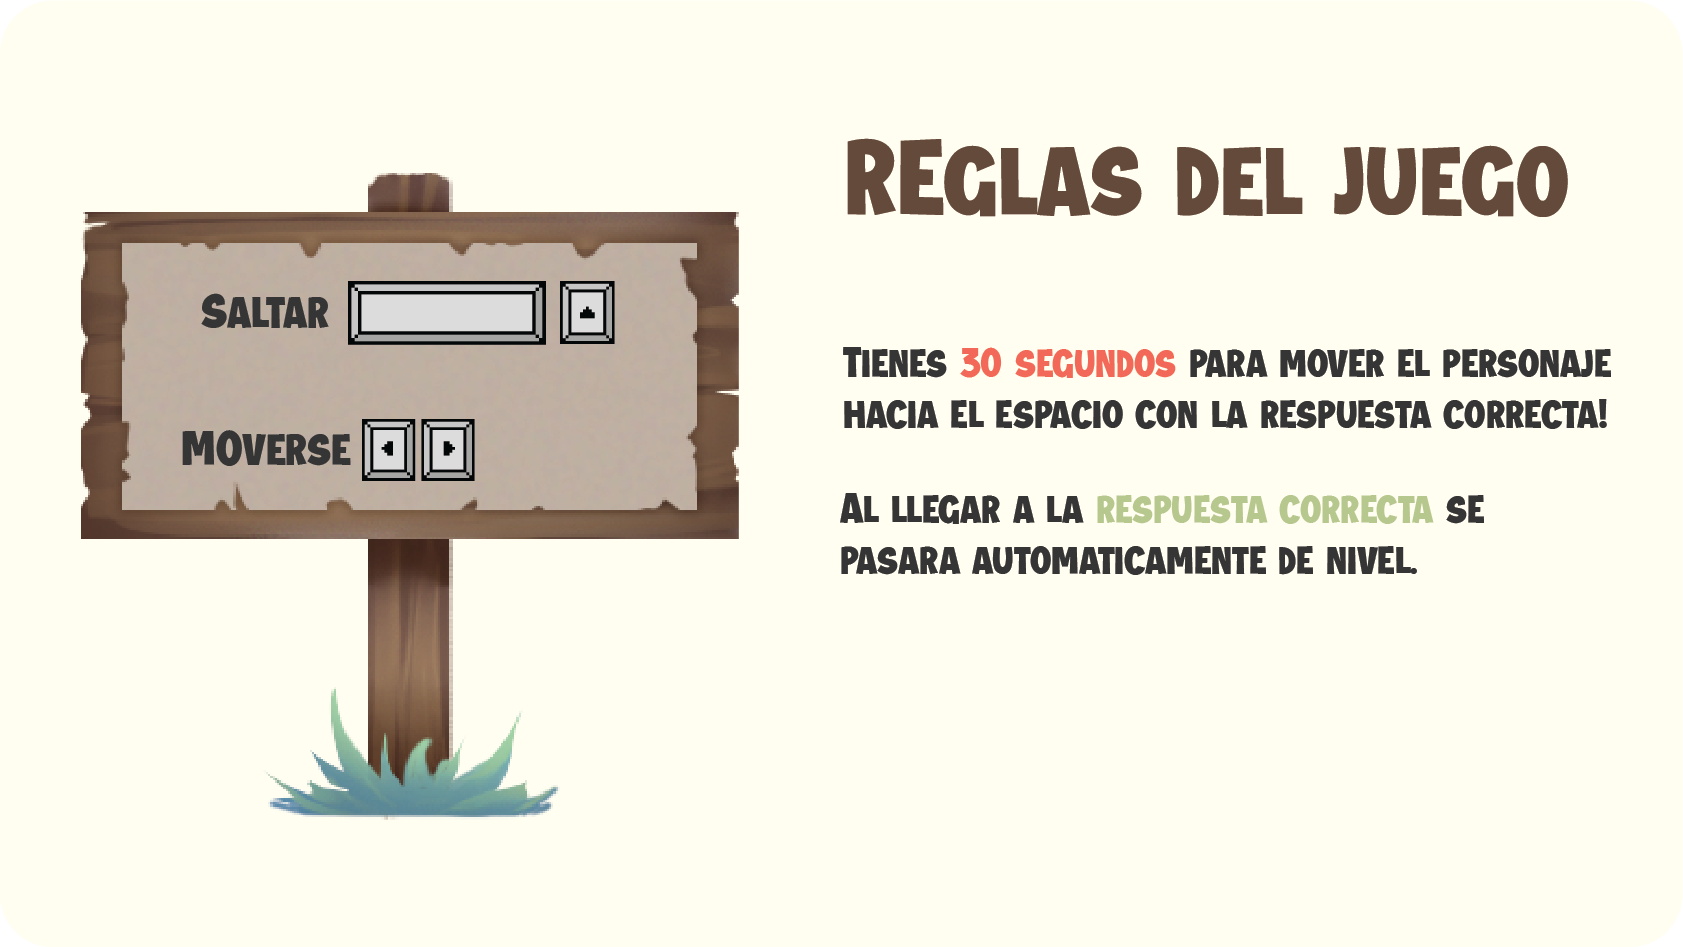 SALTAR
MOVERSE
REGLAS DEL JUEGO
TIENES 30 SEGUNDOS PARA MOVER EL PERSONAJE
HACIA EL ESPACIO CON LA RESPUESTA CORRECTA!
AL LLEGAR A LA RESPUESTA CORRECTA SE
PASARA AUTOMATICAMENTE DE NIVEL.